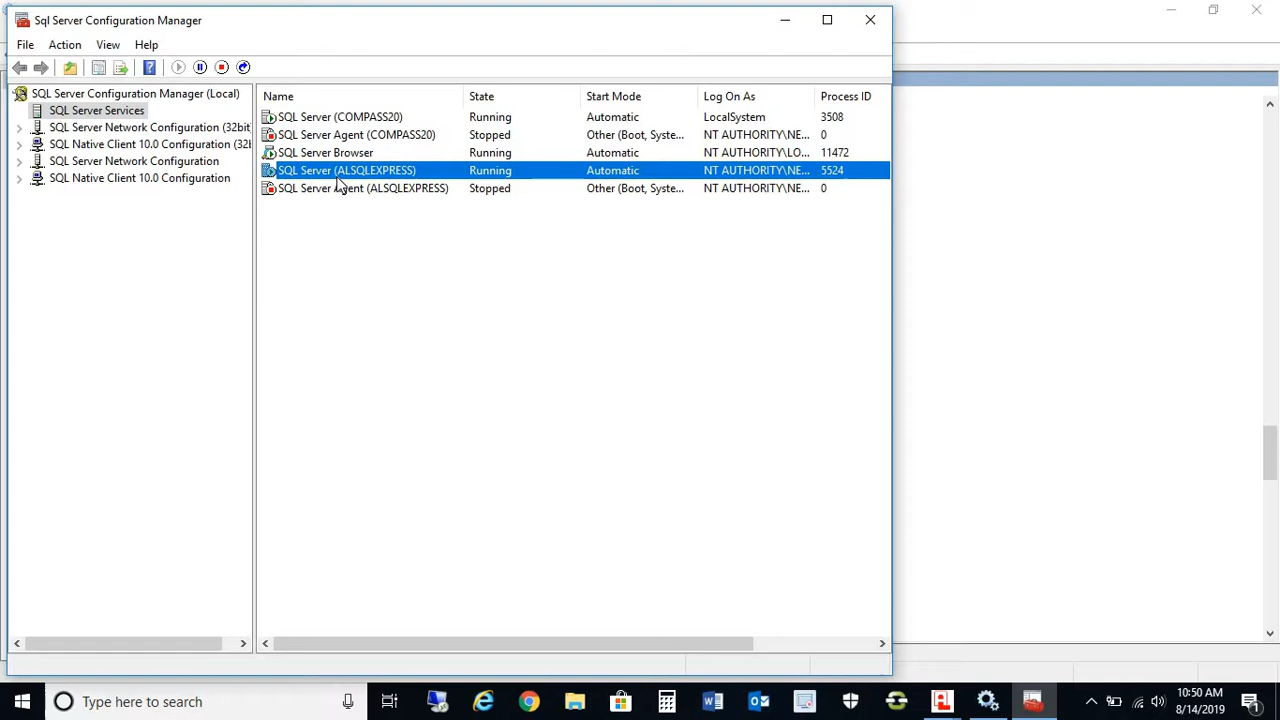 Sql Server Configuration Manager
File Action View Help
SQL Server Configuration Manager (Local)
SQL Server Services
SQL Server Network Configuration (32bit
SQL Native Client 10.0 Configuration (32b
SQL Server Network Configuration
SQL Native Client 10.0 Configuration
Name State Start Mode Log On As Process ID
SQL Server (COMPASS20) Running Automatic LocalSystem 3508
SQL Server Agent (COMPASS20) Stopped Other (Boot, Syste... NT AUTHORITY\NE... 0
SQL Server Browser Running Automatic NT AUTHORITY\LO... 11472
SQL Server (ALSQLEXPRESS) Running Automatic NT AUTHORITY\NE... 5524
SQL Server Agent (ALSQLEXPRESS) Stopped Other (Boot, Syste... NT AUTHORITY\NE... 0
Type here to search
10:50 AM
8/14/2019
1